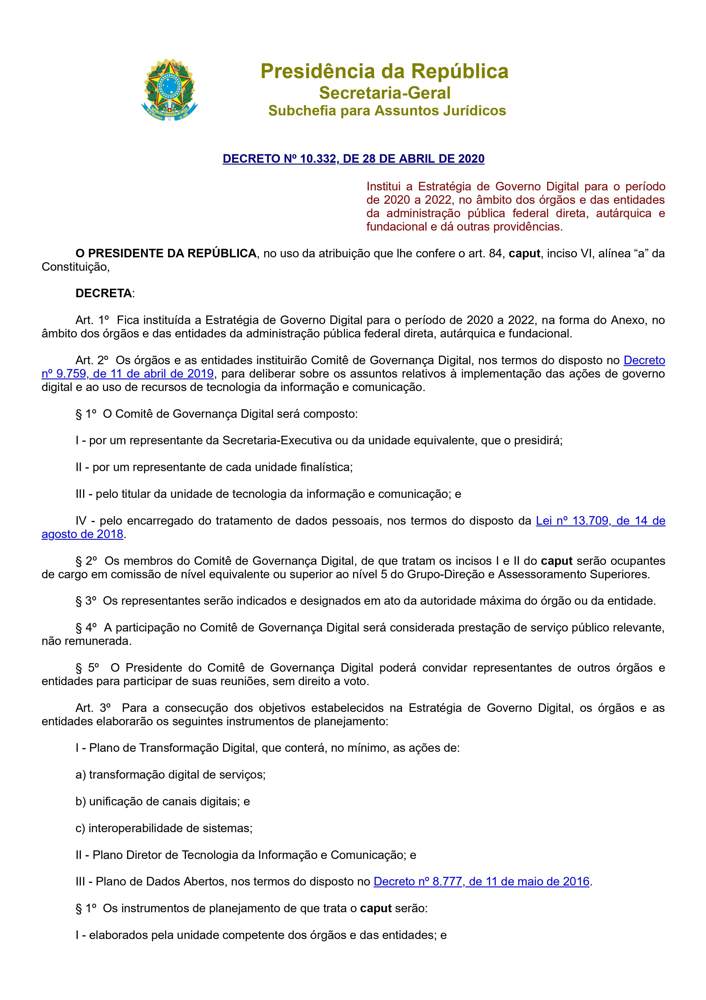 REPÚBLICA FEDERATIVA DO BRASIL
15 de Novembro
de 1889
Presidência da República
Secretaria-Geral
Subchefia para Assuntos Jurídicos
DECRETO Nº 10.332, DE 28 DE ABRIL DE 2020
Institui a Estratégia de Governo Digital para o período
de 2020 a 2022, no âmbito dos órgãos e das entidades
da administração pública federal direta, autárquica e
fundacional e dá outras providências.
O PRESIDENTE DA REPÚBLICA, no uso da atribuição que lhe confere o art. 84, caput, inciso VI, alínea “a” da
Constituição,
DECRETA:
Art. 1º  Fica instituída a Estratégia de Governo Digital para o período de 2020 a 2022, na forma do Anexo, no
âmbito dos órgãos e das entidades da administração pública federal direta, autárquica e fundacional.
Art. 2º  Os órgãos e as entidades instituirão Comitê de Governança Digital, nos termos do disposto no Decreto
nº 9.759, de 11 de abril de 2019, para deliberar sobre os assuntos relativos à implementação das ações de governo
digital e ao uso de recursos de tecnologia da informação e comunicação.
§ 1º  O Comitê de Governança Digital será composto:
I - por um representante da Secretaria-Executiva ou da unidade equivalente, que o presidirá;
II - por um representante de cada unidade finalística;
III - pelo titular da unidade de tecnologia da informação e comunicação; e
IV - pelo encarregado do tratamento de dados pessoais, nos termos do disposto da Lei nº 13.709, de 14 de
agosto de 2018.
§ 2º  Os membros do Comitê de Governança Digital, de que tratam os incisos I e II do caput serão ocupantes
de cargo em comissão de nível equivalente ou superior ao nível 5 do Grupo-Direção e Assessoramento Superiores.
§ 3º  Os representantes serão indicados e designados em ato da autoridade máxima do órgão ou da entidade.
§ 4º  A participação no Comitê de Governança Digital será considerada prestação de serviço público relevante,
não remunerada.
§ 5º  O Presidente do Comitê de Governança Digital poderá convidar representantes de outros órgãos e
entidades para participar de suas reuniões, sem direito a voto.
Art. 3º  Para a consecução dos objetivos estabelecidos na Estratégia de Governo Digital, os órgãos e as
entidades elaborarão os seguintes instrumentos de planejamento:
I - Plano de Transformação Digital, que conterá, no mínimo, as ações de:
a) transformação digital de serviços;
b) unificação de canais digitais; e
c) interoperabilidade de sistemas;
II - Plano Diretor de Tecnologia da Informação e Comunicação; e
III - Plano de Dados Abertos, nos termos do disposto no Decreto nº 8.777, de 11 de maio de 2016.
§ 1º  Os instrumentos de planejamento de que trata o caput serão:
I - elaborados pela unidade competente dos órgãos e das entidades; e